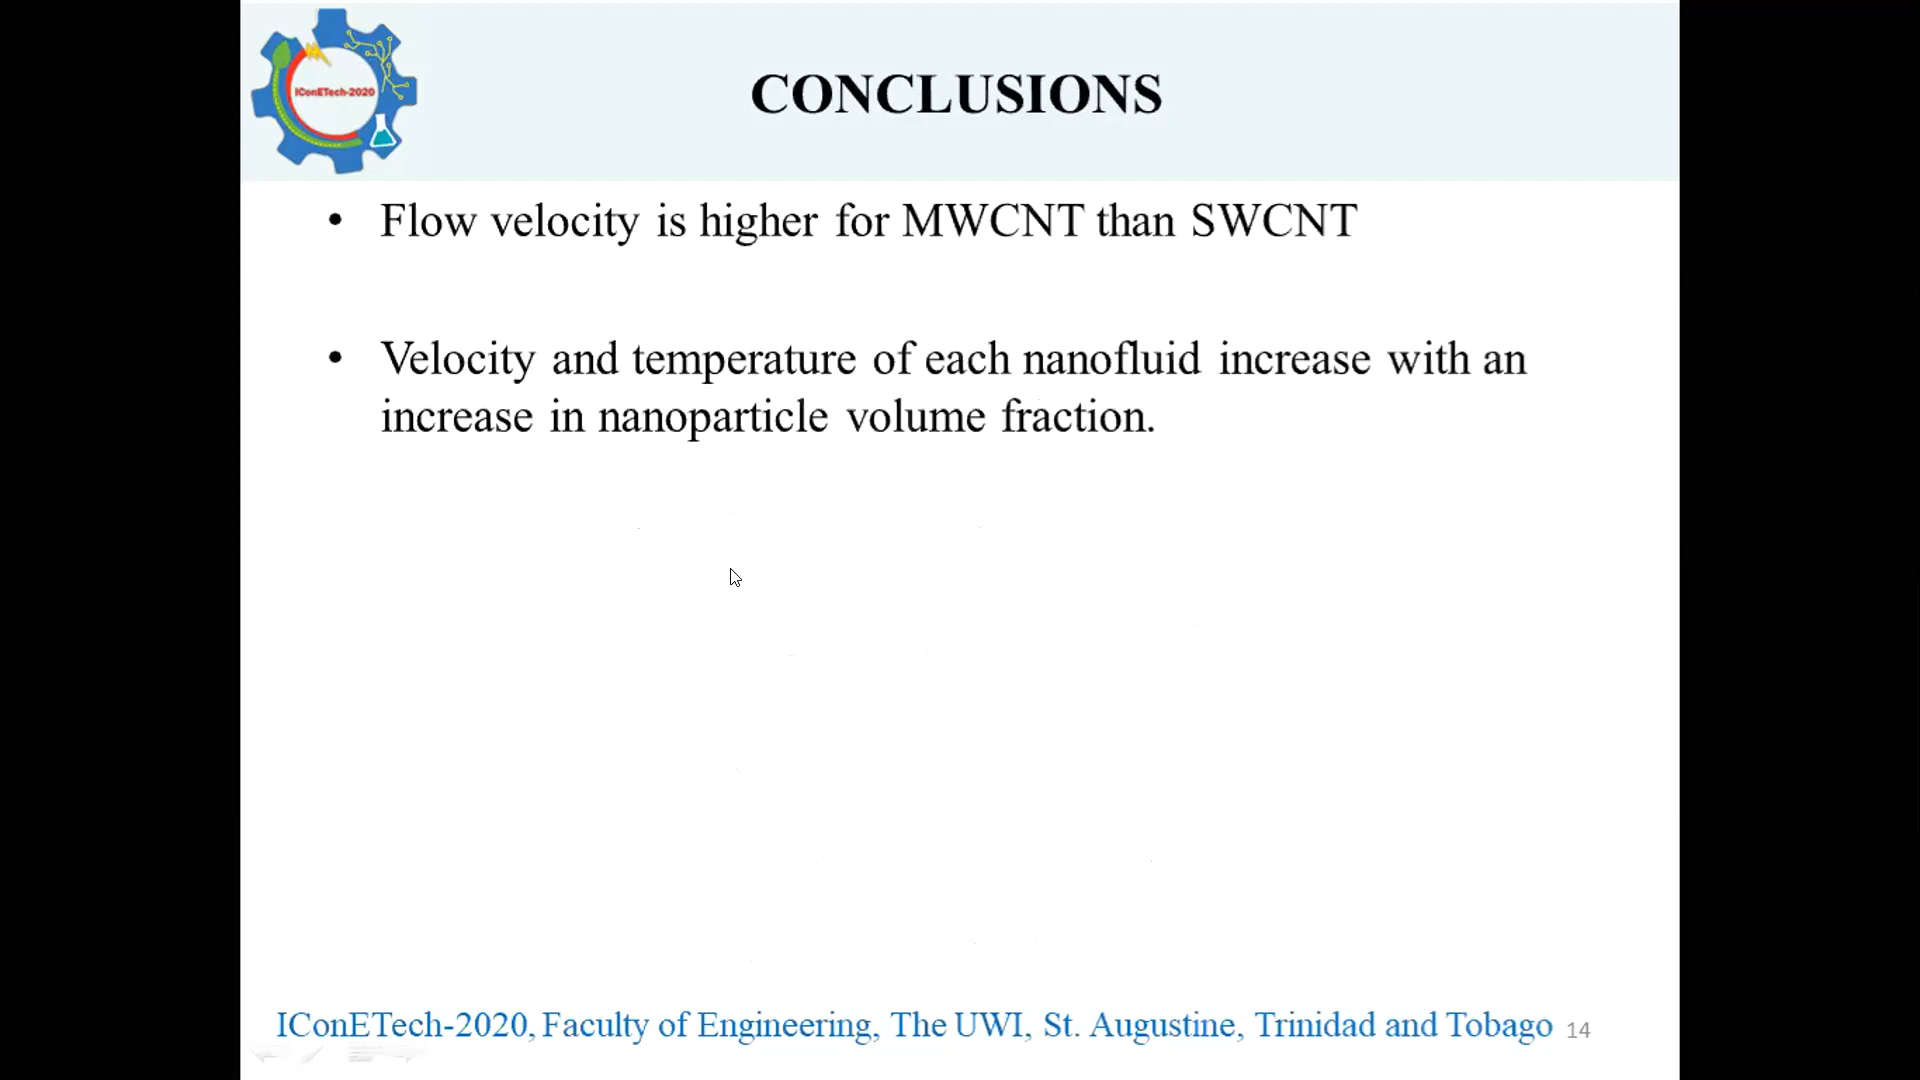 IConETech-2020
CONCLUSIONS
• Flow velocity is higher for MWCNT than SWCNT
• Velocity and temperature of each nanofluid increase with an
increase in nanoparticle volume fraction.
IConETech-2020, Faculty of Engineering, The UWI, St. Augustine, Trinidad and Tobago 14